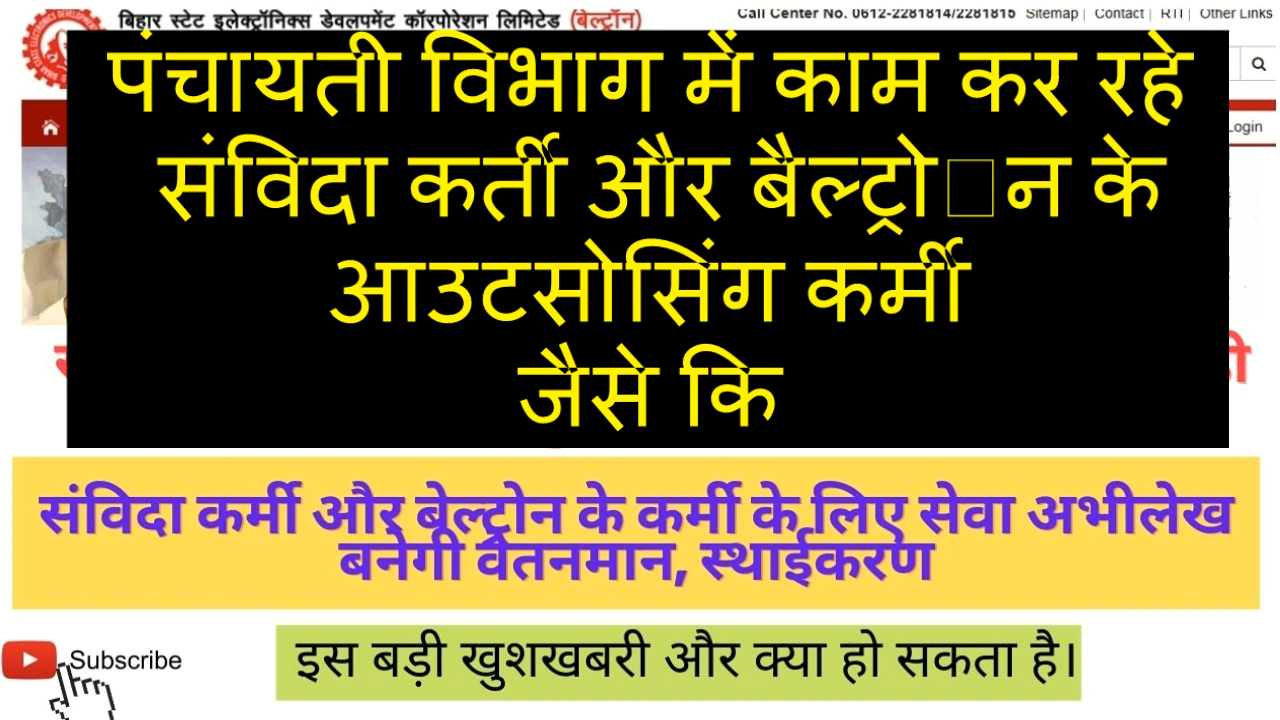 बिहार स्टेट इलेक्ट्रॉनिक्स डेवलपमेंट कॉरपोरेशन लिमिटेड (बेल्ट्रॉन)
Call Center No. 0612-2281814/2281815 Sitemap | Contact | RTI | Other Links
पंचायती विभाग में काम कर रहे
संविदा कर्ती और बैल्ट्रो□न के
Login
आउटसोसिंग कर्मी
जैसे कि
संविदा कर्मी और बेल्ट्रोन के कर्मी के लिए सेवा अभीलेख
बनेगी वेतनमान, स्थाईकरण
इस बड़ी खुशखबरी और क्या हो सकता है।
Subscribe